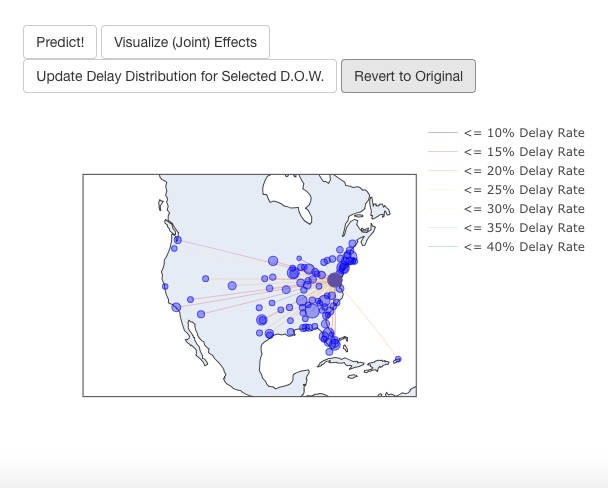 Predict! Visualize (Joint) Effects
Update Delay Distribution for Selected D.O.W. Revert to Original
<= 10% Delay Rate
<= 15% Delay Rate
<= 20% Delay Rate
<= 25% Delay Rate
<= 30% Delay Rate
<= 35% Delay Rate
<= 40% Delay Rate